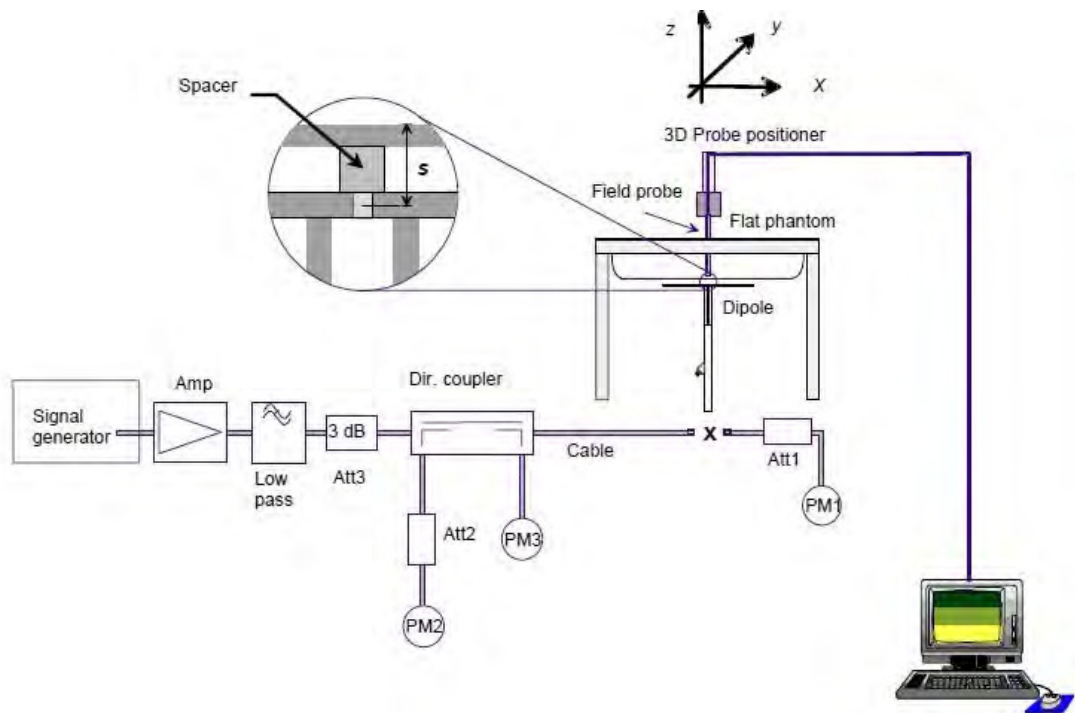 z
y
X
Spacer
s
3D Probe positioner
Field probe
Flat phantom
Dipole
Signal
generator
Amp
Low
pass
3 dB
Att3
Dir. coupler
Cable
x
Att1
PM1
Att2
PM3
PM2